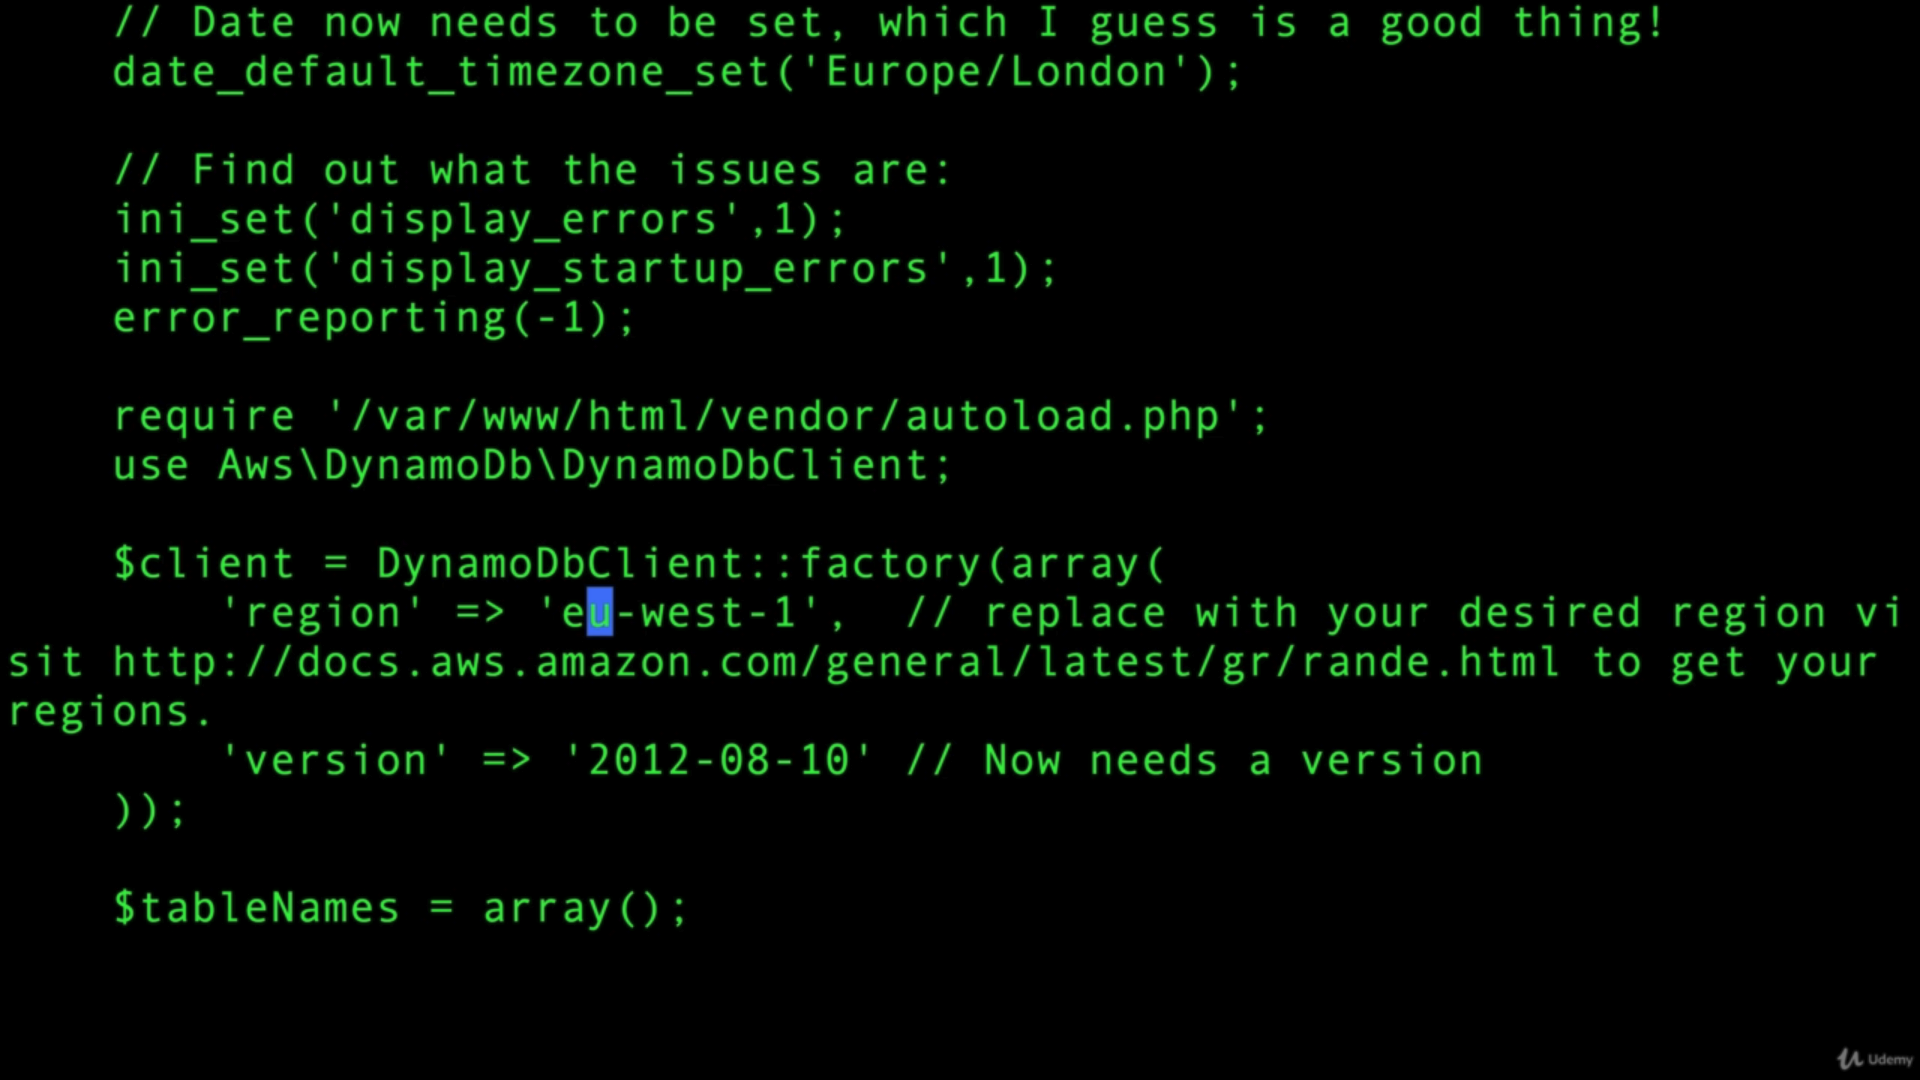 // Date now needs to be set, which I guess is a good thing!
date_default_timezone_set('Europe/London');
// Find out what the issues are:
ini_set('display_errors',1);
ini_set('display_startup_errors',1);
error_reporting(-1);
require '/var/www/html/vendor/autoload.php';
use Aws\DynamoDb\DynamoDbClient;
$client = DynamoDbClient::factory(array(
'region' => 'eu-west-1',  // replace with your desired region vi
sit http://docs.aws.amazon.com/general/latest/gr/rande.html to get your
regions.
'version' => '2012-08-10' // Now needs a version
));
$tableNames = array();
Udemy